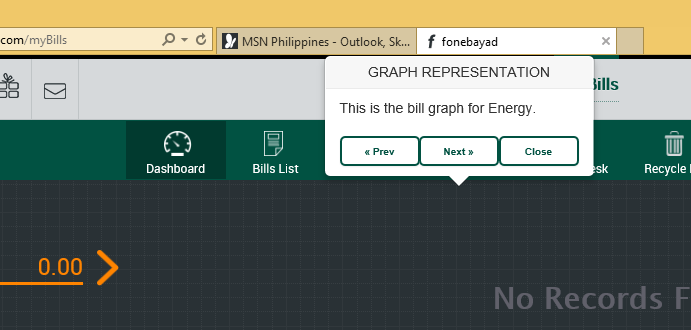 .com/myBills
MSN Philippines - Outlook, Sk...
fonebayad
GRAPH REPRESENTATION
This is the bill graph for Energy.
« Prev
Next »
Close
Bills
Dashboard
Bills List
esk
Recycle
0.00
No Records F